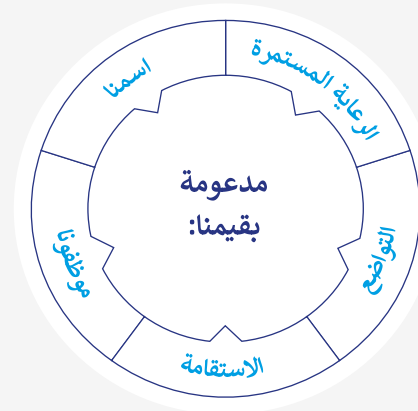 اسمنا
الرعاية المستمرة
التواضع
الاستقامة
موظفونا
مدعومة
بقيمنا: